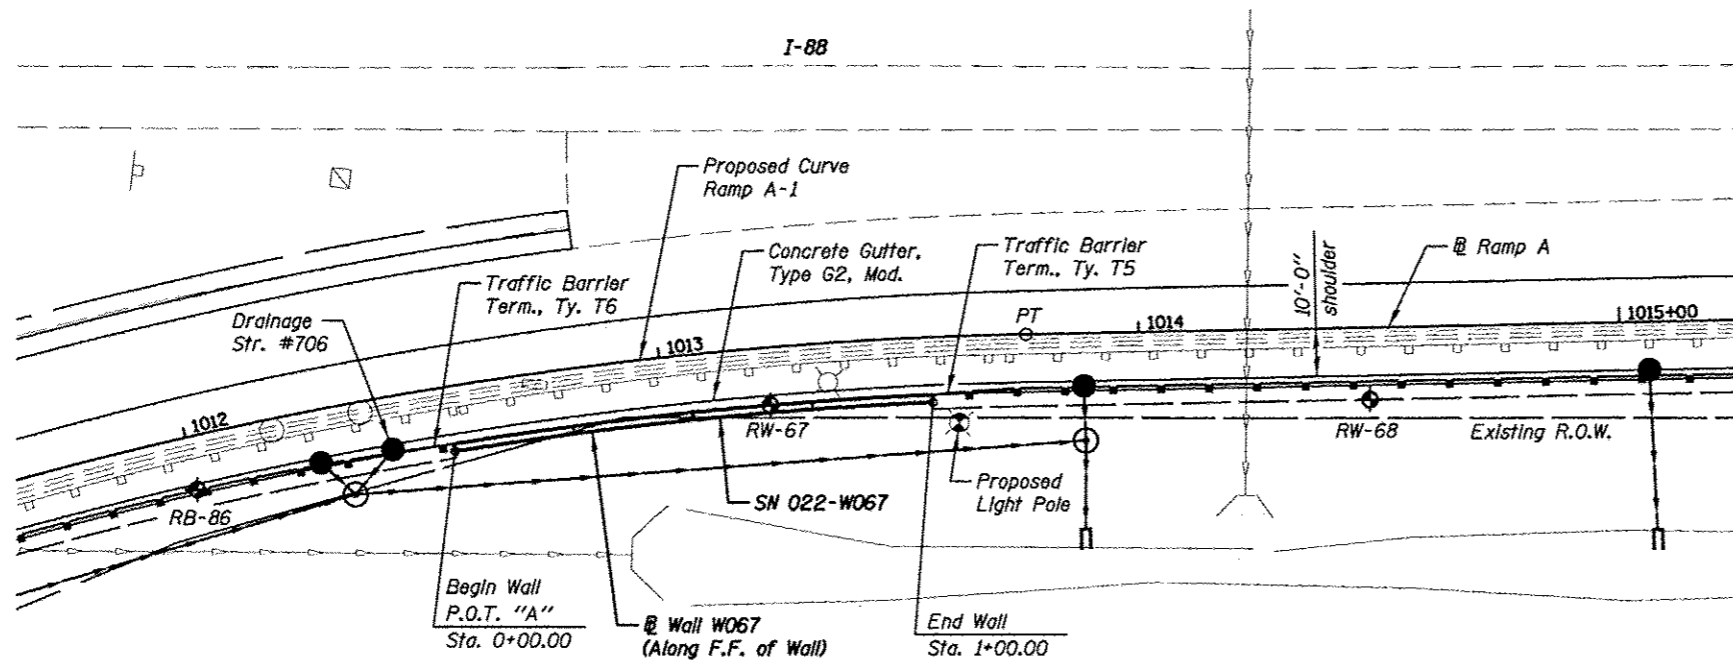 I-88
Proposed Curve
Ramp A-1
Concrete Gutter,
Type G2, Mod.
Traffic Barrier
Term., Ty. T5
℄ Ramp A
10'-0"
shoulder
Traffic Barrier
Term., Ty. T6
Drainage
Str. #706
PT
1012
1013
1014
1015+00
RB-86
RW-67
RW-68
Existing R.O.W.
SN 022-W067
Proposed
Light Pole
Begin Wall
P.O.T. "A"
Sta. 0+00.00
℄ Wall W067
(Along F.F. of Wall)
End Wall
Sta. 1+00.00